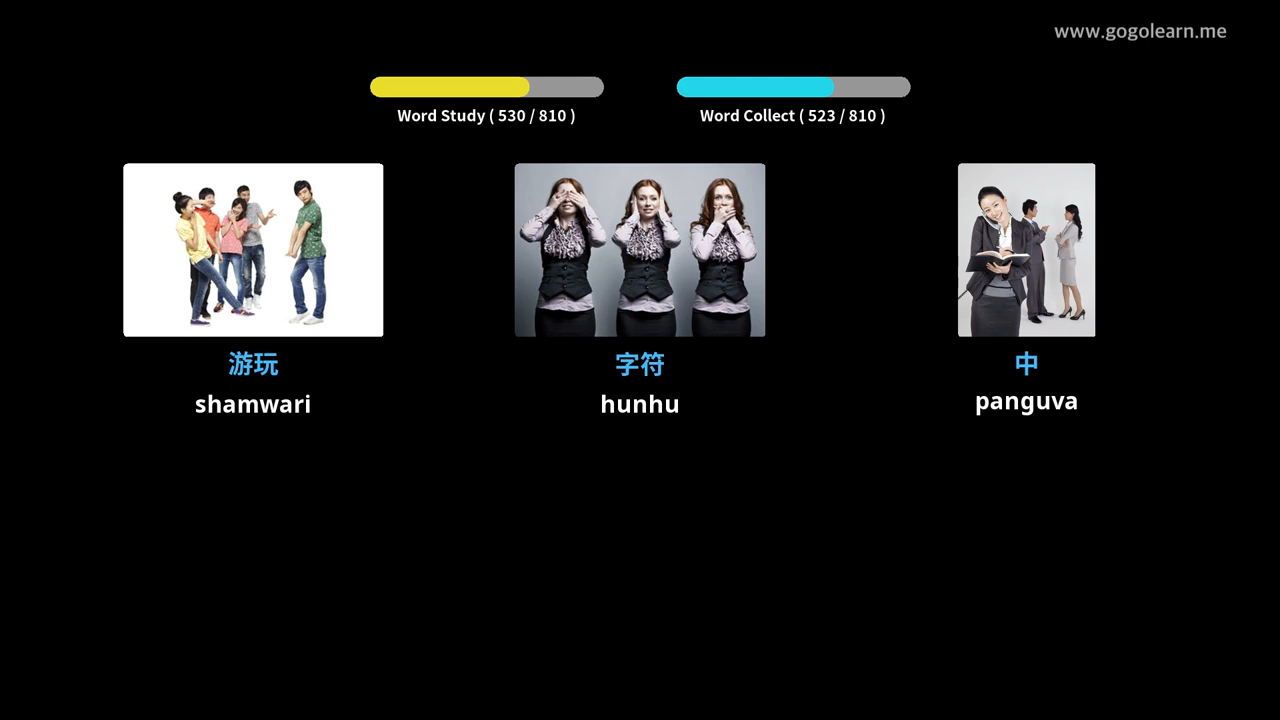 www.gogolearn.me
Word Study ( 530 / 810 )
Word Collect ( 523 / 810 )
游玩
shamwari
字符
hunhu
中
panguva